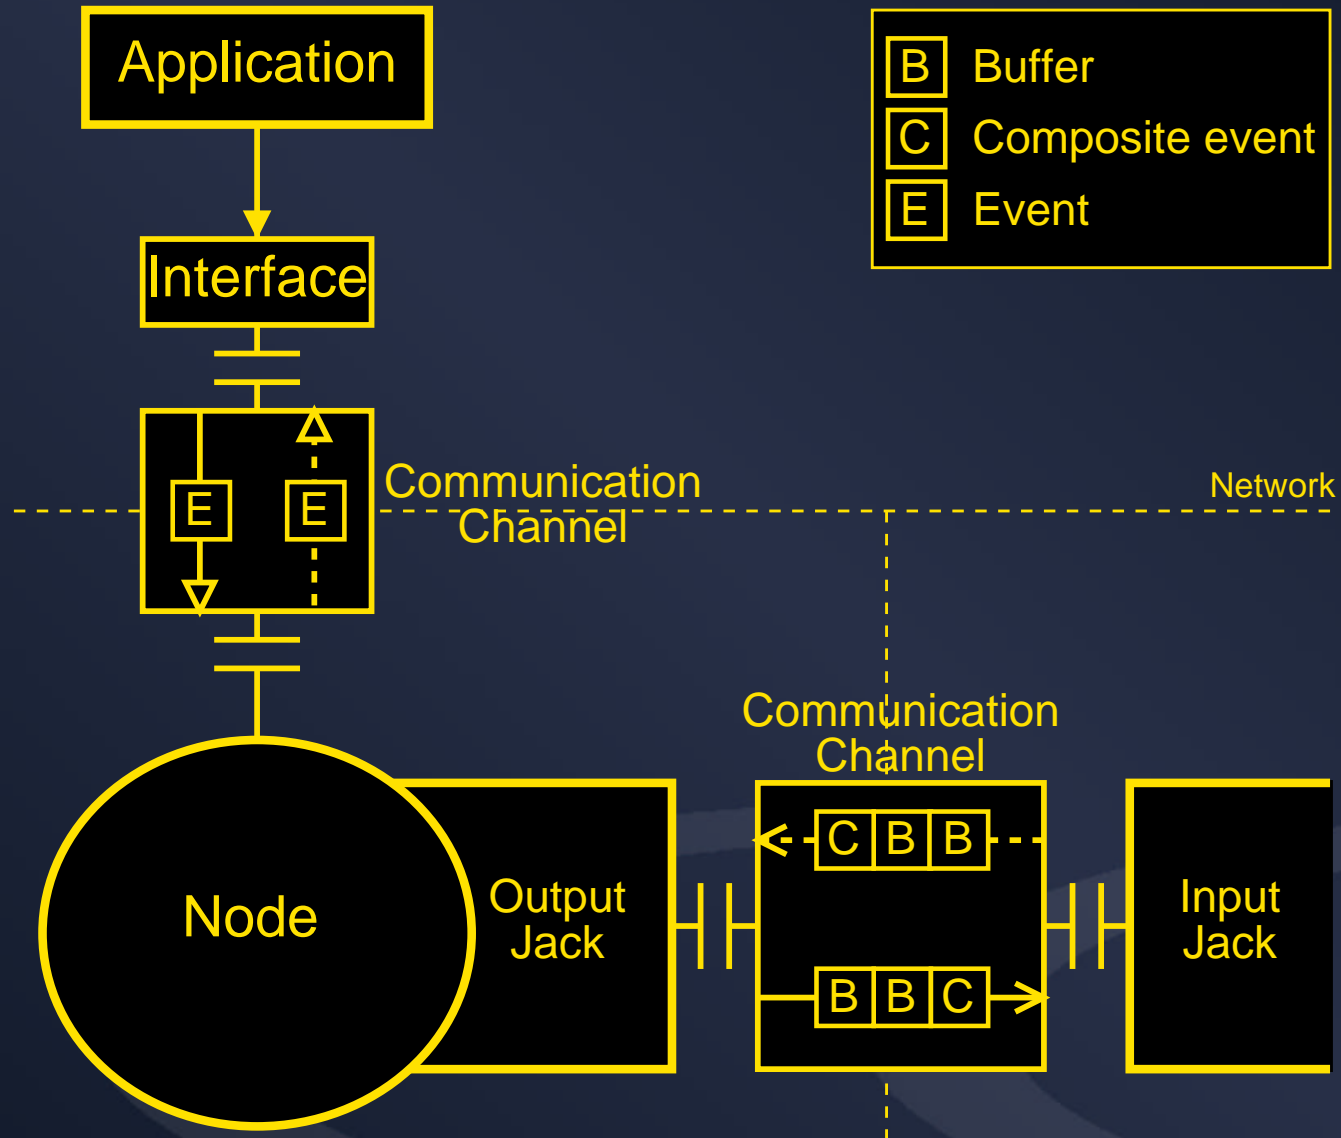 Application
B Buffer
C Composite event
E Event
Interface
Communication
Channel
Network
E E
Communication
Channel
C B B
Node
Output
Jack
Input
Jack
B B C